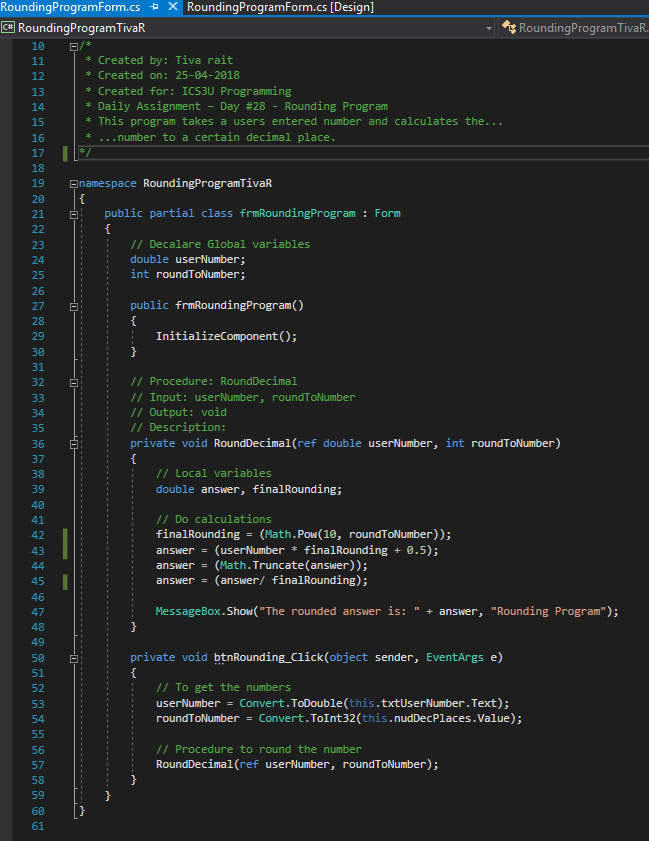 RoundingProgramForm.cs RoundingProgramForm.cs [Design]
C# RoundingProgramTivaR RoundingProgramTivaR.
10 /*
11 * Created by: Tiva rait
12 * Created on: 25-04-2018
13 * Created for: ICS3U Programming
14 * Daily Assignment – Day #28 - Rounding Program
15 * This program takes a users entered number and calculates the...
16 * ...number to a certain decimal place.
17 */
18
19 namespace RoundingProgramTivaR
20 {
21 public partial class frmRoundingProgram : Form
22 {
23 // Decalare Global variables
24 double userNumber;
25 int roundToNumber;
26
27 public frmRoundingProgram()
28 {
29 InitializeComponent();
30 }
31
32 // Procedure: RoundDecimal
33 // Input: userNumber, roundToNumber
34 // Output: void
35 // Description:
36 private void RoundDecimal(ref double userNumber, int roundToNumber)
37 {
38 // Local variables
39 double answer, finalRounding;
40
41 // Do calculations
42 finalRounding = (Math.Pow(10, roundToNumber));
43 answer = (userNumber * finalRounding + 0.5);
44 answer = (Math.Truncate(answer));
45 answer = (answer/ finalRounding);
46
47 MessageBox.Show("The rounded answer is: " + answer, "Rounding Program");
48 }
49
50 private void btnRounding_Click(object sender, EventArgs e)
51 {
52 // To get the numbers
53 userNumber = Convert.ToDouble(this.txtUserNumber.Text);
54 roundToNumber = Convert.ToInt32(this.nudDecPlaces.Value);
55
56 // Procedure to round the number
57 RoundDecimal(ref userNumber, roundToNumber);
58 }
59 }
60 }
61